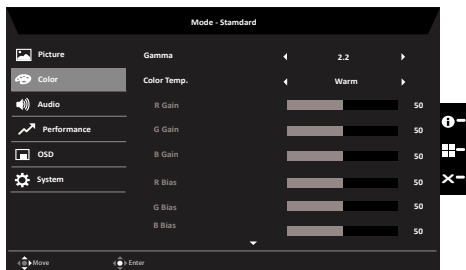 Mode - Standard
Picture
Gamma 2.2
Color
Color Temp. Warm
Audio
R Gain 50
Performance
G Gain 50
OSD
B Gain 50
System
R Bias 50
G Bias 50
B Bias 50
Move Enter